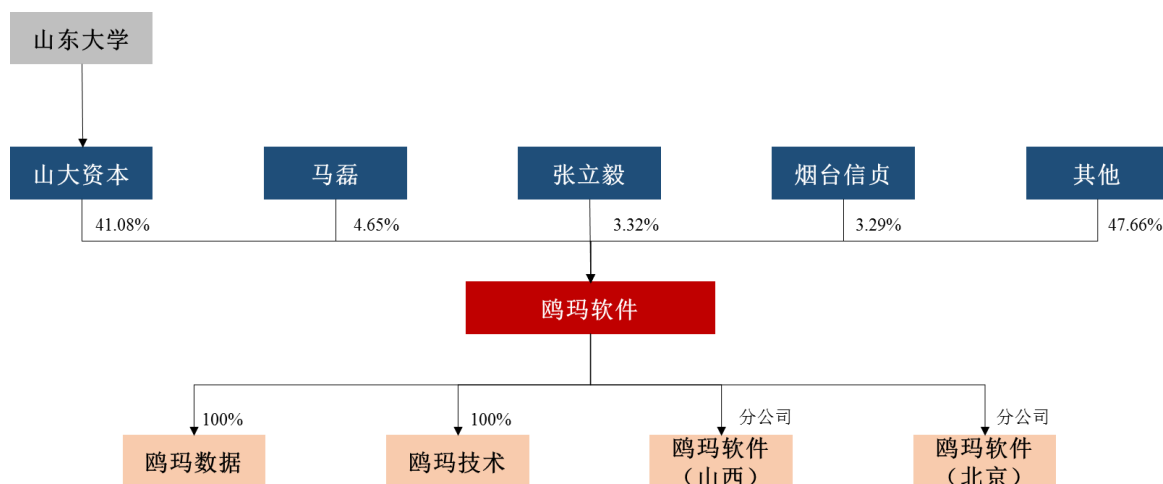 山东大学
山大资本
马磊
张立毅
烟台信贞
其他
41.08%
4.65%
3.32%
3.29%
47.66%
鸥玛软件
100%
100%
分公司
分公司
鸥玛数据
鸥玛技术
鸥玛软件
（山西）
鸥玛软件
（北京）